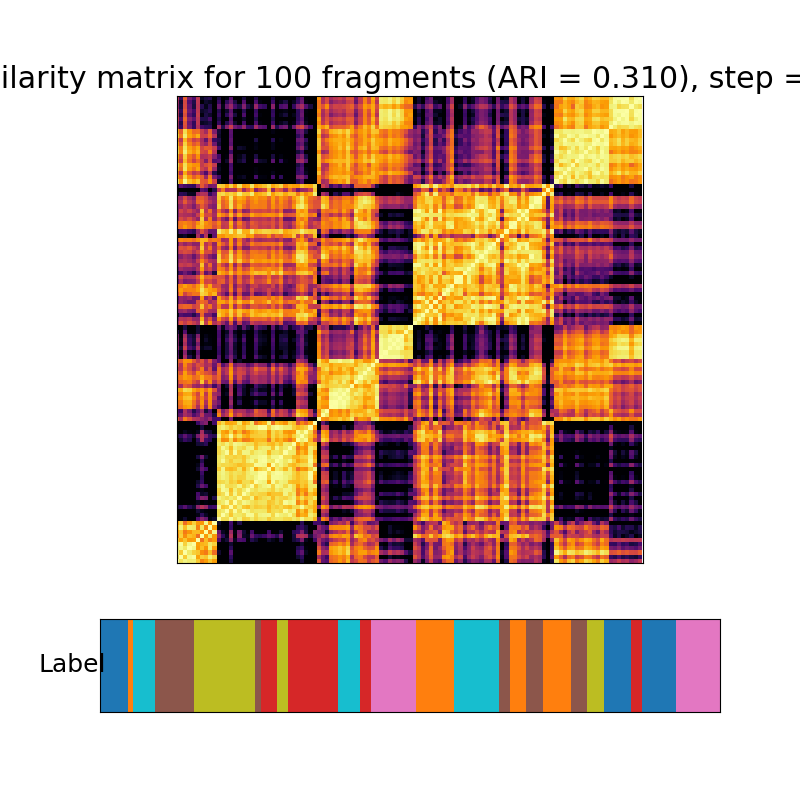 ilarity matrix for 100 fragments (ARI = 0.310), step =
Label